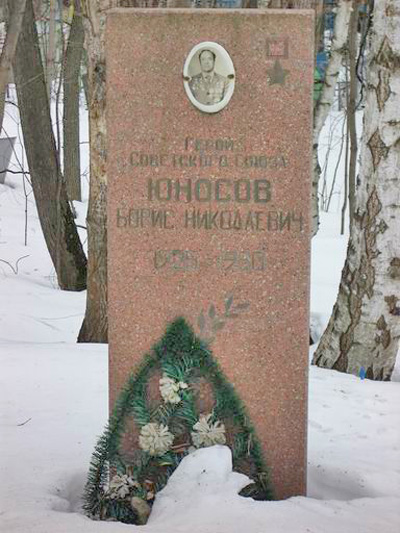 Герой
Советского Союза
ЮНОСОВ
БОРИС НИКОЛАЕВИЧ